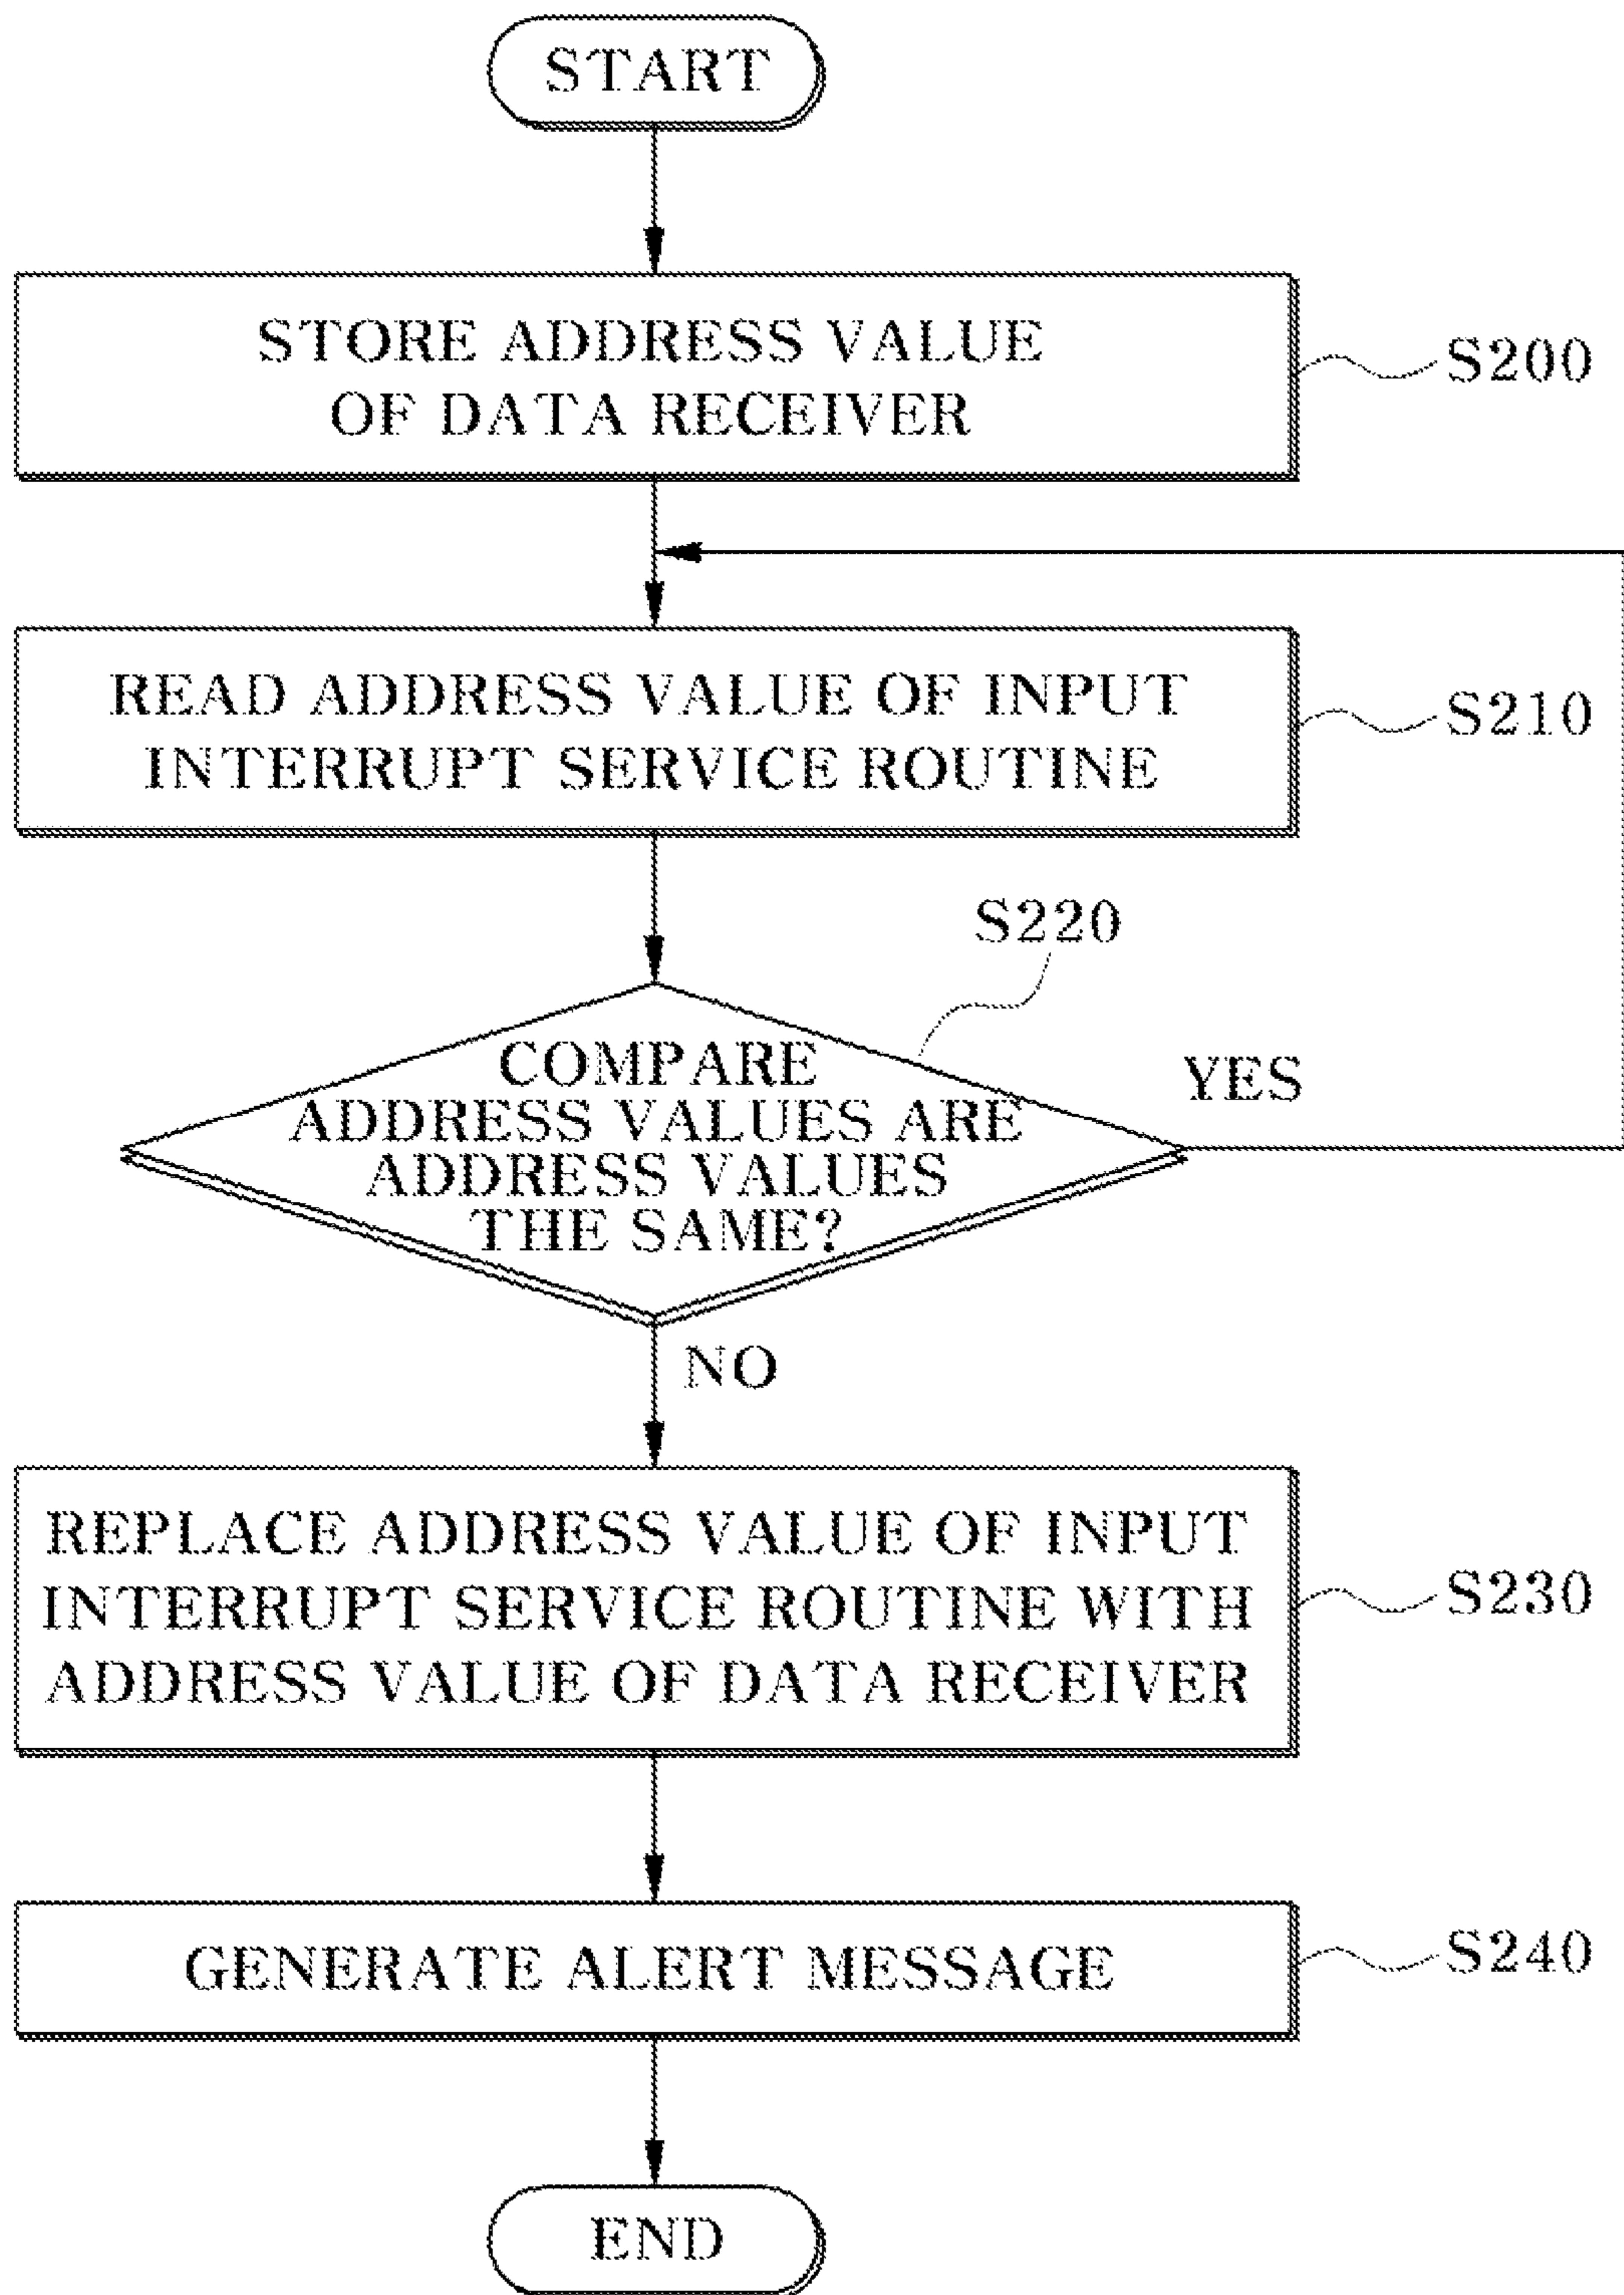 START
STORE ADDRESS VALUE
OF DATA RECEIVER
S200
READ ADDRESS VALUE OF INPUT
INTERRUPT SERVICE ROUTINE
S210
S220
COMPARE
ADDRESS VALUES ARE
ADDRESS VALUES
THE SAME?
YES
NO
REPLACE ADDRESS VALUE OF INPUT
INTERRUPT SERVICE ROUTINE WITH
ADDRESS VALUE OF DATA RECEIVER
S230
GENERATE ALERT MESSAGE
S240
END